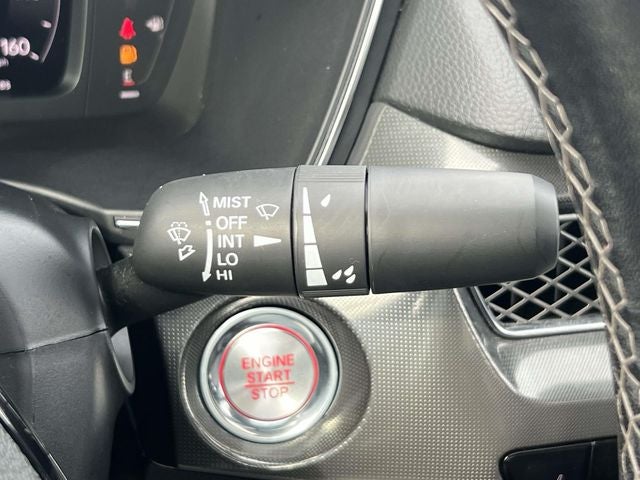 160
MIST
OFF
INT
LO
HI
ENGINE
START
STOP